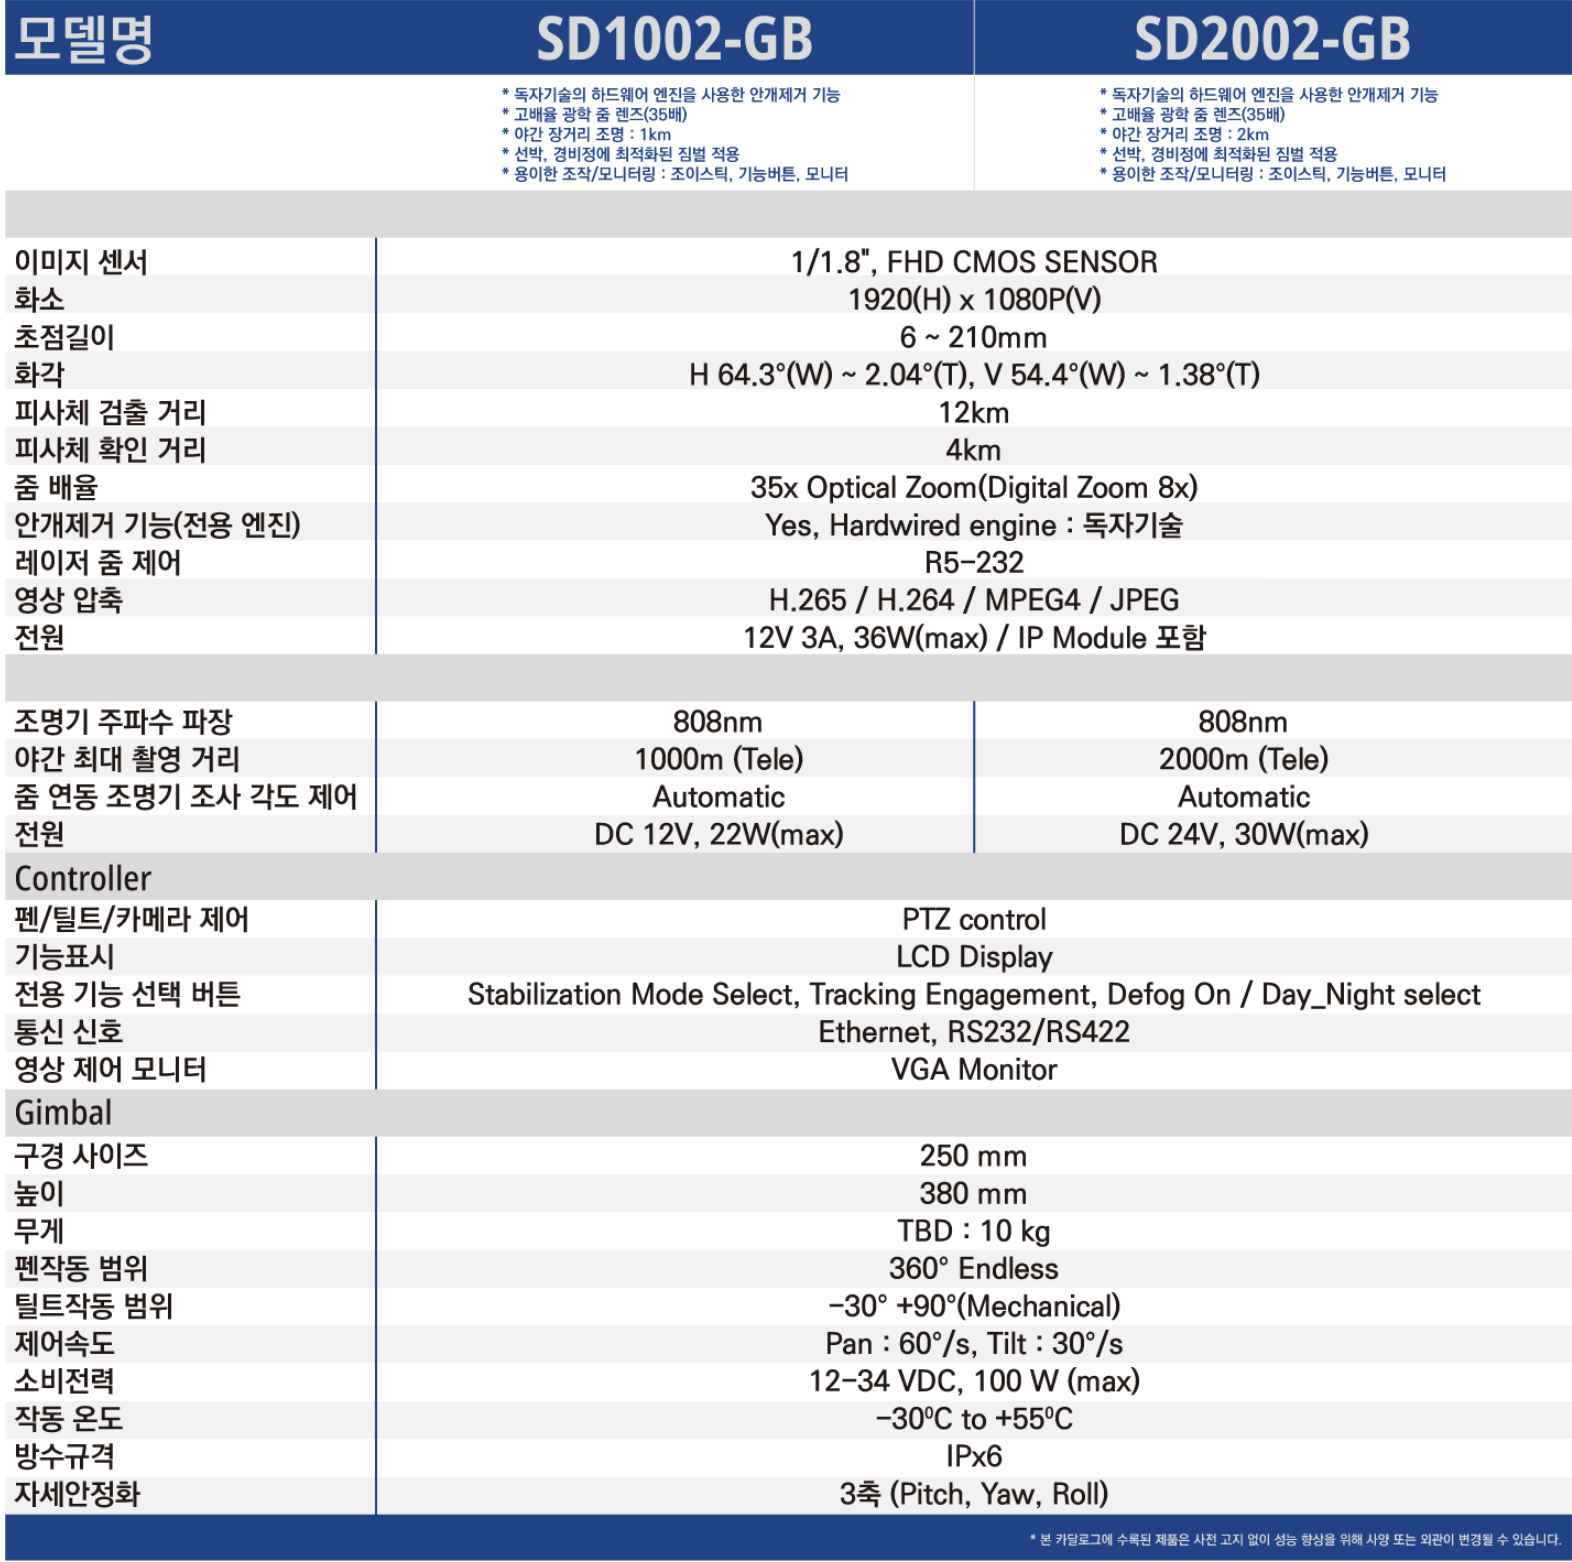 모델명 SD1002-GB SD2002-GB
* 독자기술의 하드웨어 엔진을 사용한 안개제거 기능
* 고배율 광학 줌 렌즈(35배)
* 야간 장거리 조명 : 1km
* 선박, 경비정에 최적화된 짐벌 적용
* 용이한 조작/모니터링 : 조이스틱, 기능버튼, 모니터
* 독자기술의 하드웨어 엔진을 사용한 안개제거 기능
* 고배율 광학 줌 렌즈(35배)
* 야간 장거리 조명 : 2km
* 선박, 경비정에 최적화된 짐벌 적용
* 용이한 조작/모니터링 : 조이스틱, 기능버튼, 모니터
이미지 센서 1/1.8", FHD CMOS SENSOR
화소 1920(H) x 1080P(V)
초점길이 6 ~ 210mm
화각 H 64.3°(W) ~ 2.04°(T), V 54.4°(W) ~ 1.38°(T)
피사체 검출 거리 12km
피사체 확인 거리 4km
줌 배율 35x Optical Zoom(Digital Zoom 8x)
안개제거 기능(전용 엔진) Yes, Hardwired engine : 독자기술
레이저 줌 제어 R5-232
영상 압축 H.265 / H.264 / MPEG4 / JPEG
전원 12V 3A, 36W(max) / IP Module 포함
조명기 주파수 파장 808nm 808nm
야간 최대 촬영 거리 1000m (Tele) 2000m (Tele)
줌 연동 조명기 조사 각도 제어 Automatic Automatic
전원 DC 12V, 22W(max) DC 24V, 30W(max)
Controller
펜/틸트/카메라 제어 PTZ control
기능표시 LCD Display
전용 기능 선택 버튼 Stabilization Mode Select, Tracking Engagement, Defog On / Day_Night select
통신 신호 Ethernet, RS232/RS422
영상 제어 모니터 VGA Monitor
Gimbal
구경 사이즈 250 mm
높이 380 mm
무게 TBD : 10 kg
펜작동 범위 360° Endless
틸트작동 범위 -30° +90°(Mechanical)
제어속도 Pan : 60°/s, Tilt : 30°/s
소비전력 12-34 VDC, 100 W (max)
작동 온도 -30⁰C to +55⁰C
방수규격 IPx6
자세안정화 3축 (Pitch, Yaw, Roll)
* 본 카달로그에 수록된 제품은 사전 고지 없이 성능 향상을 위해 사양 또는 외관이 변경될 수 있습니다.